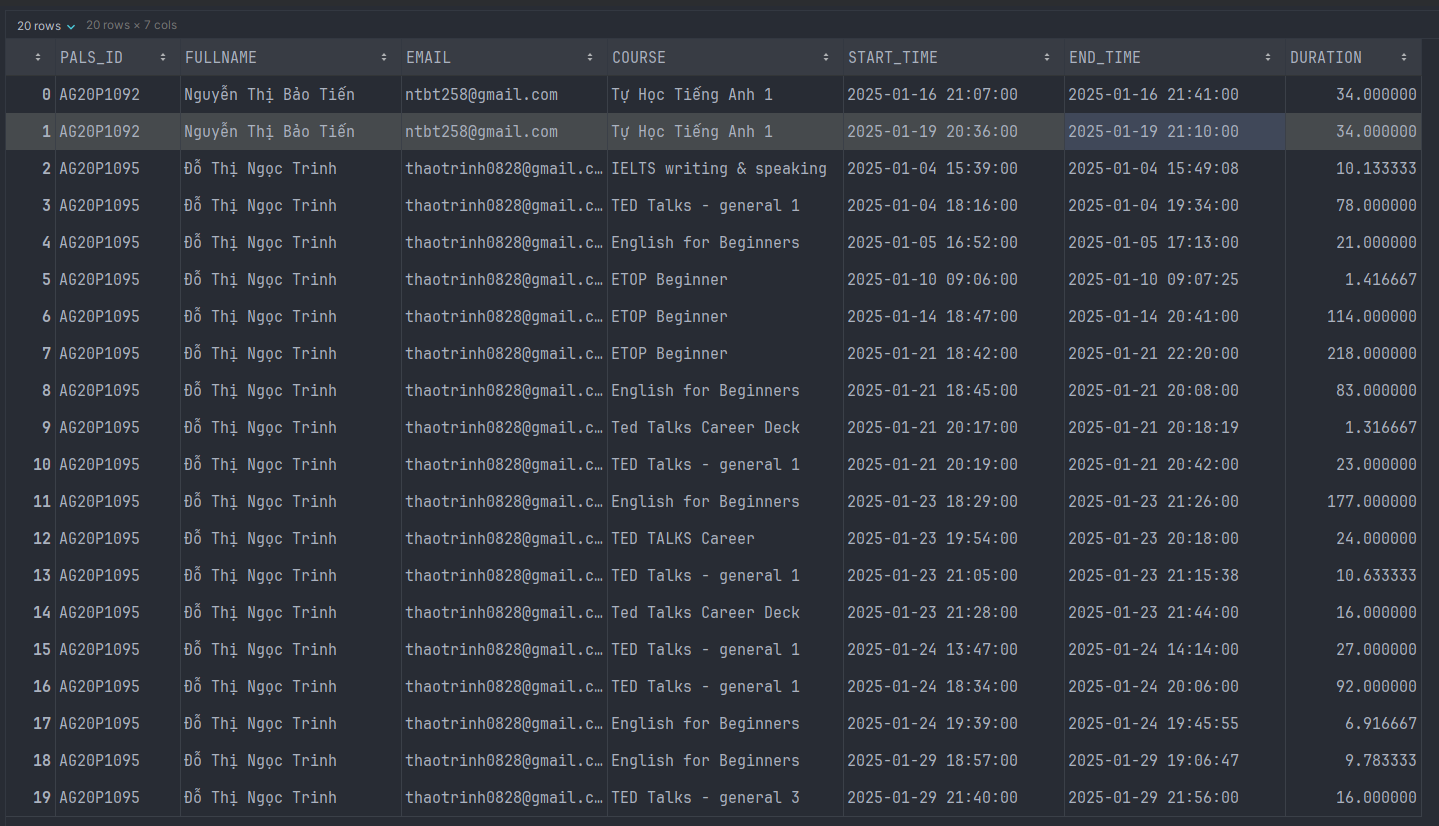 20 rows 20 rows × 7 cols
PALS_ID FULLNAME EMAIL COURSE START_TIME END_TIME DURATION
0 AG20P1092 Nguyễn Thị Bảo Tiến ntbt258@gmail.com Tự Học Tiếng Anh 1 2025-01-16 21:07:00 2025-01-16 21:41:00 34.000000
1 AG20P1092 Nguyễn Thị Bảo Tiến ntbt258@gmail.com Tự Học Tiếng Anh 1 2025-01-19 20:36:00 2025-01-19 21:10:00 34.000000
2 AG20P1095 Đỗ Thị Ngọc Trinh thaotrinh0828@gmail.c… IELTS writing & speaking 2025-01-04 15:39:00 2025-01-04 15:49:08 10.133333
3 AG20P1095 Đỗ Thị Ngọc Trinh thaotrinh0828@gmail.c… TED Talks - general 1 2025-01-04 18:16:00 2025-01-04 19:34:00 78.000000
4 AG20P1095 Đỗ Thị Ngọc Trinh thaotrinh0828@gmail.c… English for Beginners 2025-01-05 16:52:00 2025-01-05 17:13:00 21.000000
5 AG20P1095 Đỗ Thị Ngọc Trinh thaotrinh0828@gmail.c… ETOP Beginner 2025-01-10 09:06:00 2025-01-10 09:07:25 1.416667
6 AG20P1095 Đỗ Thị Ngọc Trinh thaotrinh0828@gmail.c… ETOP Beginner 2025-01-14 18:47:00 2025-01-14 20:41:00 114.000000
7 AG20P1095 Đỗ Thị Ngọc Trinh thaotrinh0828@gmail.c… ETOP Beginner 2025-01-21 18:42:00 2025-01-21 22:20:00 218.000000
8 AG20P1095 Đỗ Thị Ngọc Trinh thaotrinh0828@gmail.c… English for Beginners 2025-01-21 18:45:00 2025-01-21 20:08:00 83.000000
9 AG20P1095 Đỗ Thị Ngọc Trinh thaotrinh0828@gmail.c… Ted Talks Career Deck 2025-01-21 20:17:00 2025-01-21 20:18:19 1.316667
10 AG20P1095 Đỗ Thị Ngọc Trinh thaotrinh0828@gmail.c… TED Talks - general 1 2025-01-21 20:19:00 2025-01-21 20:42:00 23.000000
11 AG20P1095 Đỗ Thị Ngọc Trinh thaotrinh0828@gmail.c… English for Beginners 2025-01-23 18:29:00 2025-01-23 21:26:00 177.000000
12 AG20P1095 Đỗ Thị Ngọc Trinh thaotrinh0828@gmail.c… TED TALKS Career 2025-01-23 19:54:00 2025-01-23 20:18:00 24.000000
13 AG20P1095 Đỗ Thị Ngọc Trinh thaotrinh0828@gmail.c… TED Talks - general 1 2025-01-23 21:05:00 2025-01-23 21:15:38 10.633333
14 AG20P1095 Đỗ Thị Ngọc Trinh thaotrinh0828@gmail.c… Ted Talks Career Deck 2025-01-23 21:28:00 2025-01-23 21:44:00 16.000000
15 AG20P1095 Đỗ Thị Ngọc Trinh thaotrinh0828@gmail.c… TED Talks - general 1 2025-01-24 13:47:00 2025-01-24 14:14:00 27.000000
16 AG20P1095 Đỗ Thị Ngọc Trinh thaotrinh0828@gmail.c… TED Talks - general 1 2025-01-24 18:34:00 2025-01-24 20:06:00 92.000000
17 AG20P1095 Đỗ Thị Ngọc Trinh thaotrinh0828@gmail.c… English for Beginners 2025-01-24 19:39:00 2025-01-24 19:45:55 6.916667
18 AG20P1095 Đỗ Thị Ngọc Trinh thaotrinh0828@gmail.c… English for Beginners 2025-01-29 18:57:00 2025-01-29 19:06:47 9.783333
19 AG20P1095 Đỗ Thị Ngọc Trinh thaotrinh0828@gmail.c… TED Talks - general 3 2025-01-29 21:40:00 2025-01-29 21:56:00 16.000000